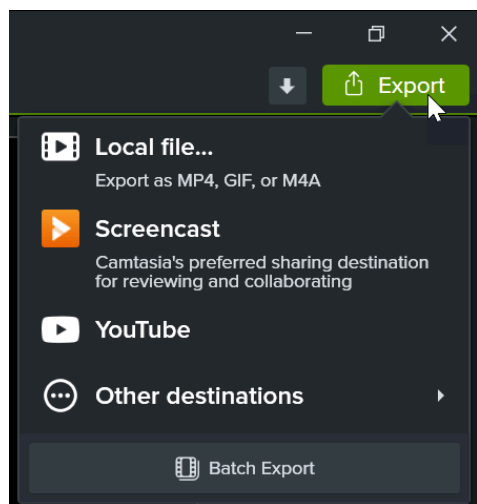 Export
Local file...
Export as MP4, GIF, or M4A
Screencast
Camtasia's preferred sharing destination
for reviewing and collaborating
YouTube
Other destinations
Batch Export